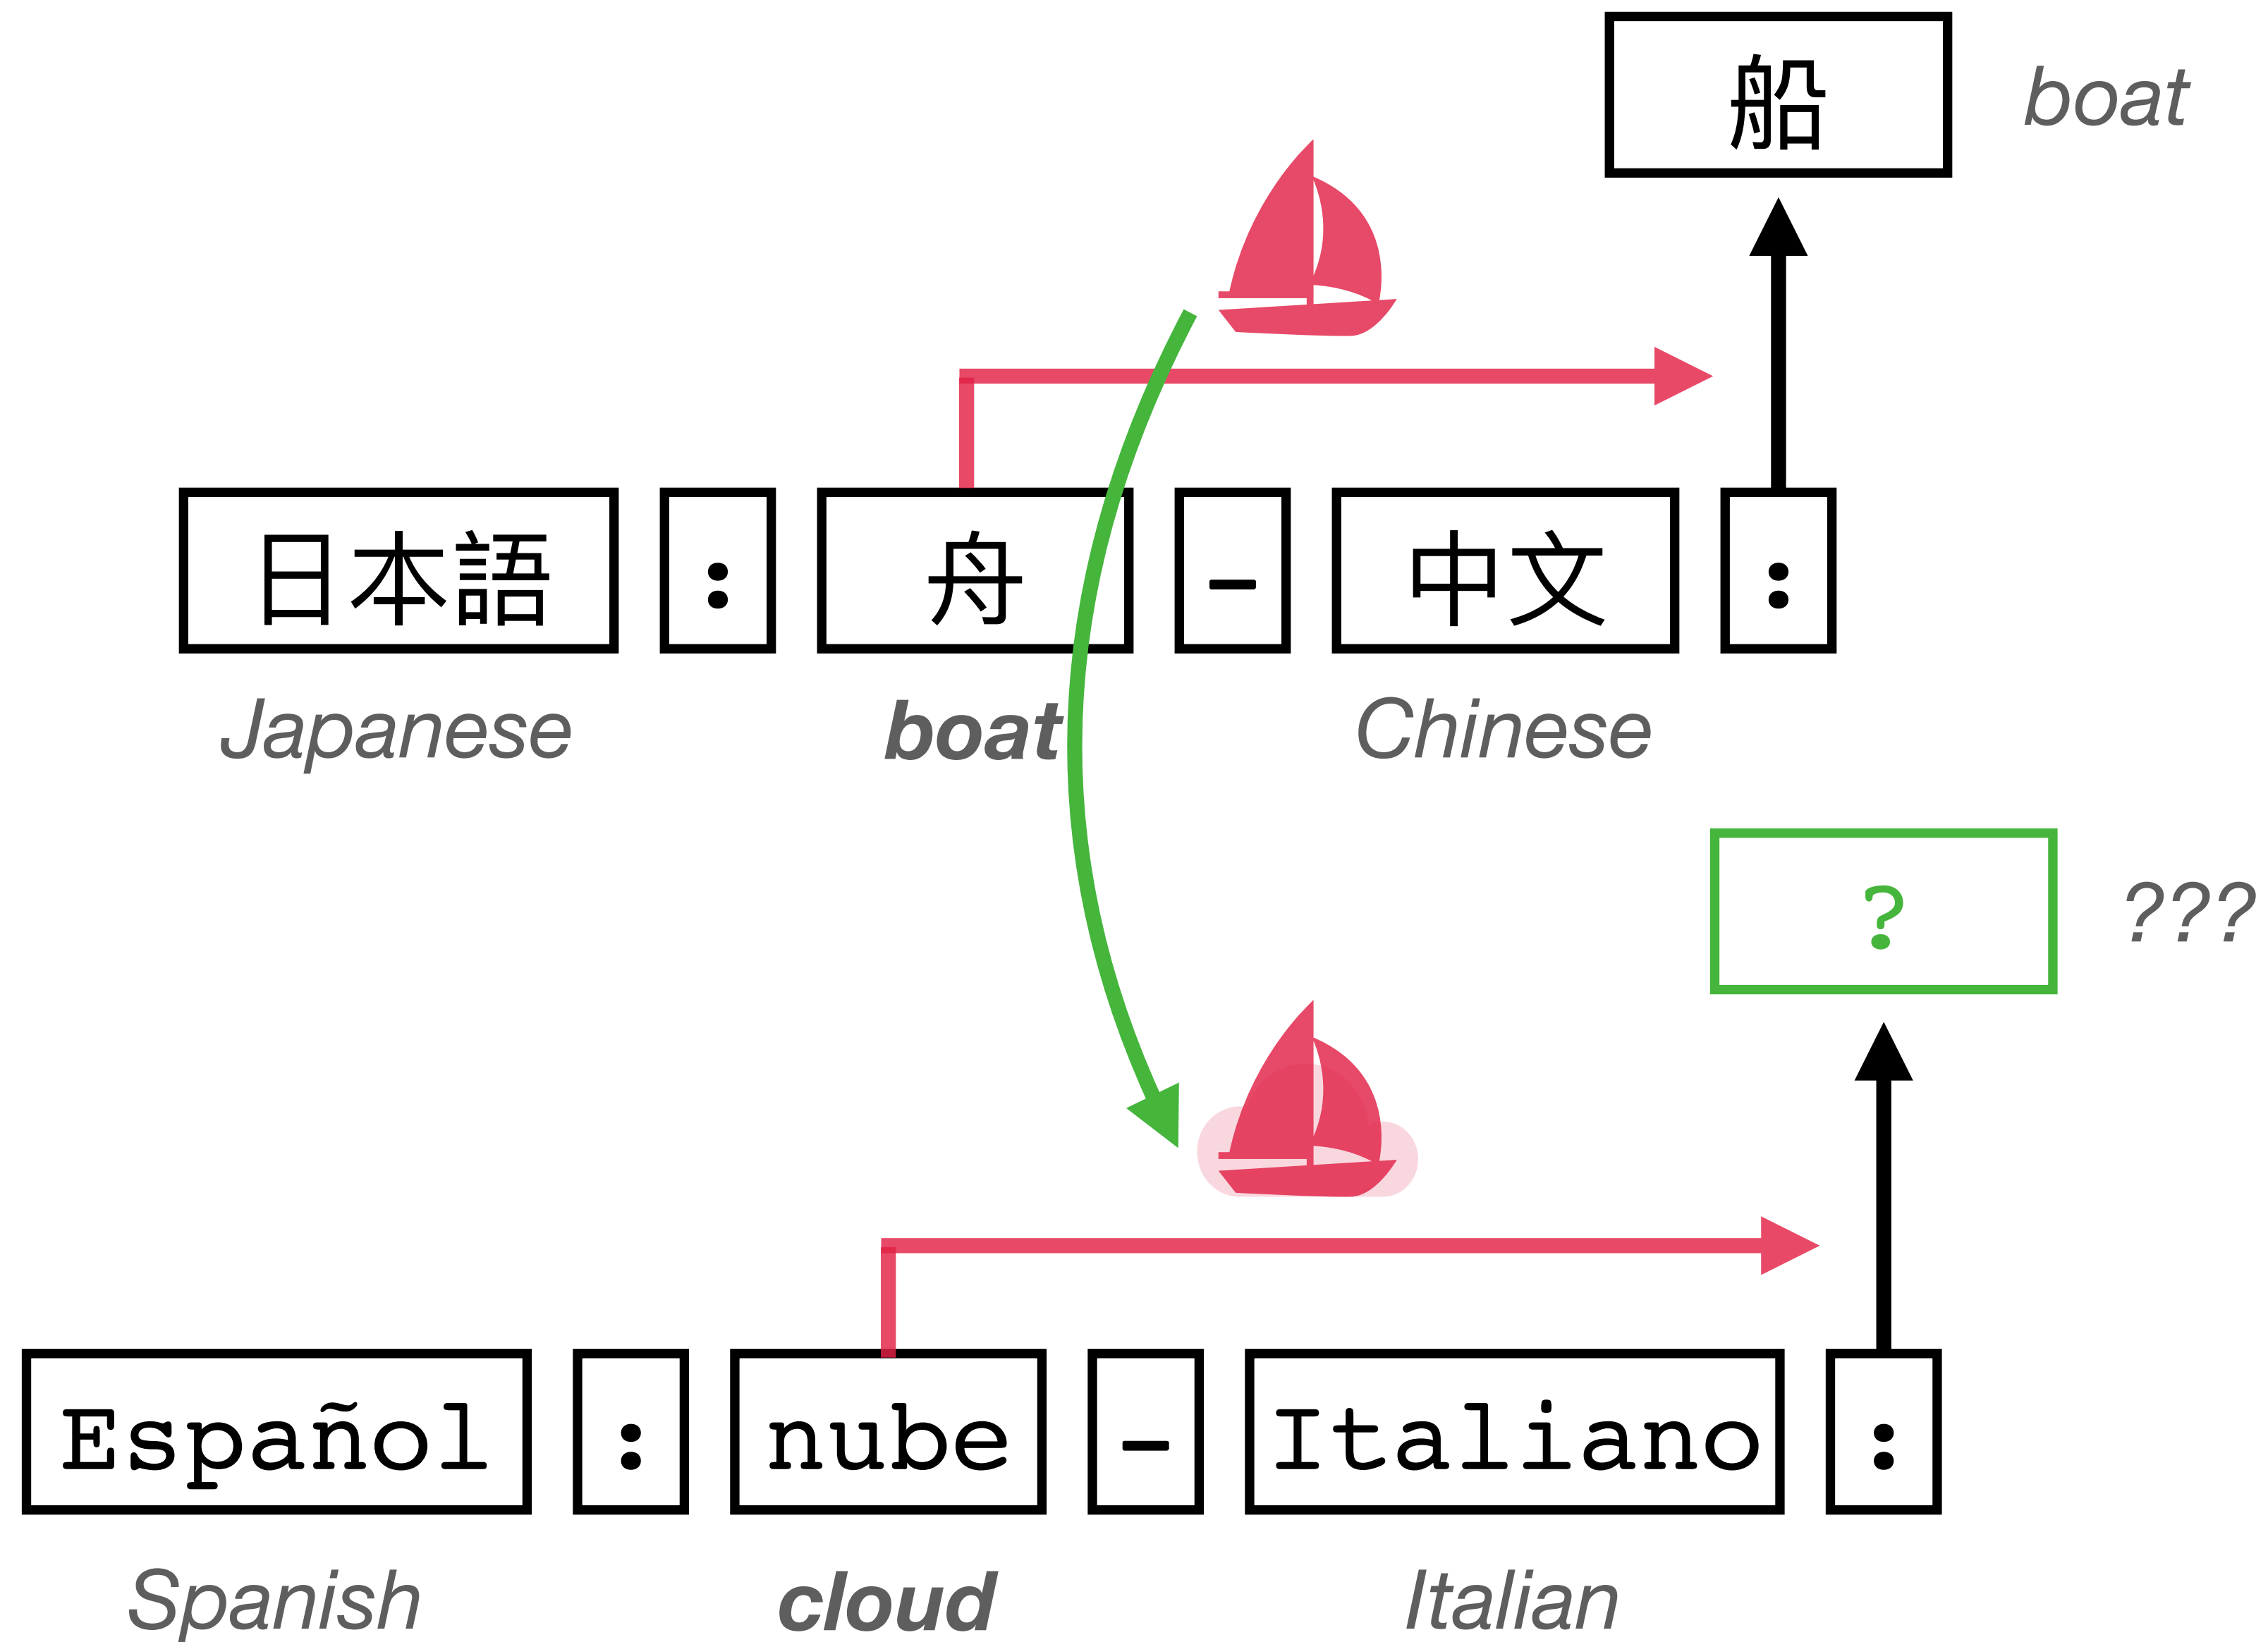 船 boat
日本語 : 舟 - 中文 :
Japanese boat Chinese
? ???
Español : nube - Italiano :
Spanish cloud Italian